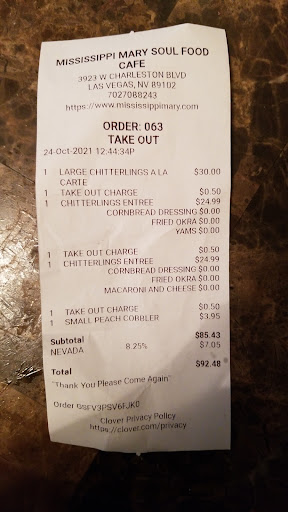 MISSISSIPPI MARY SOUL FOOD
CAFE
3923 W CHARLESTON BLVD
LAS VEGAS, NV 89102
7027088243
https://www.mississippimary.com
ORDER: 063
TAKE OUT
24-Oct-2021 12:44:34P
1 LARGE CHITTERLINGS A LA $30.00
CARTE
1 TAKE OUT CHARGE $0.50
1 CHITTERLINGS ENTREE $24.99
CORNBREAD DRESSING $0.00
FRIED OKRA $0.00
YAMS $0.00
1 TAKE OUT CHARGE $0.50
1 CHITTERLINGS ENTREE $24.99
CORNBREAD DRESSING $0.00
FRIED OKRA $0.00
MACARONI AND CHEESE $0.00
1 TAKE OUT CHARGE $0.50
1 SMALL PEACH COBBLER $3.95
Subtotal $85.43
NEVADA 8.25% $7.05
Total $92.48
"Thank You Please Come Again"
Order
Clover Privacy Policy
https://clover.com/privacy